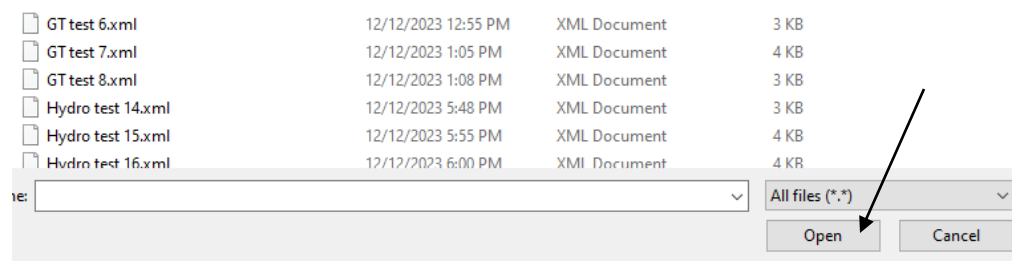 GT test 6.xml 12/12/2023 12:55 PM XML Document 3 KB
GT test 7.xml 12/12/2023 1:05 PM XML Document 4 KB
GT test 8.xml 12/12/2023 1:08 PM XML Document 3 KB
Hydro test 14.xml 12/12/2023 5:48 PM XML Document 3 KB
Hydro test 15.xml 12/12/2023 5:55 PM XML Document 4 KB
Hydro test 16.xml 12/12/2023 6:00 PM XML Document 4 KB
ne: All files (*.*)
Open Cancel